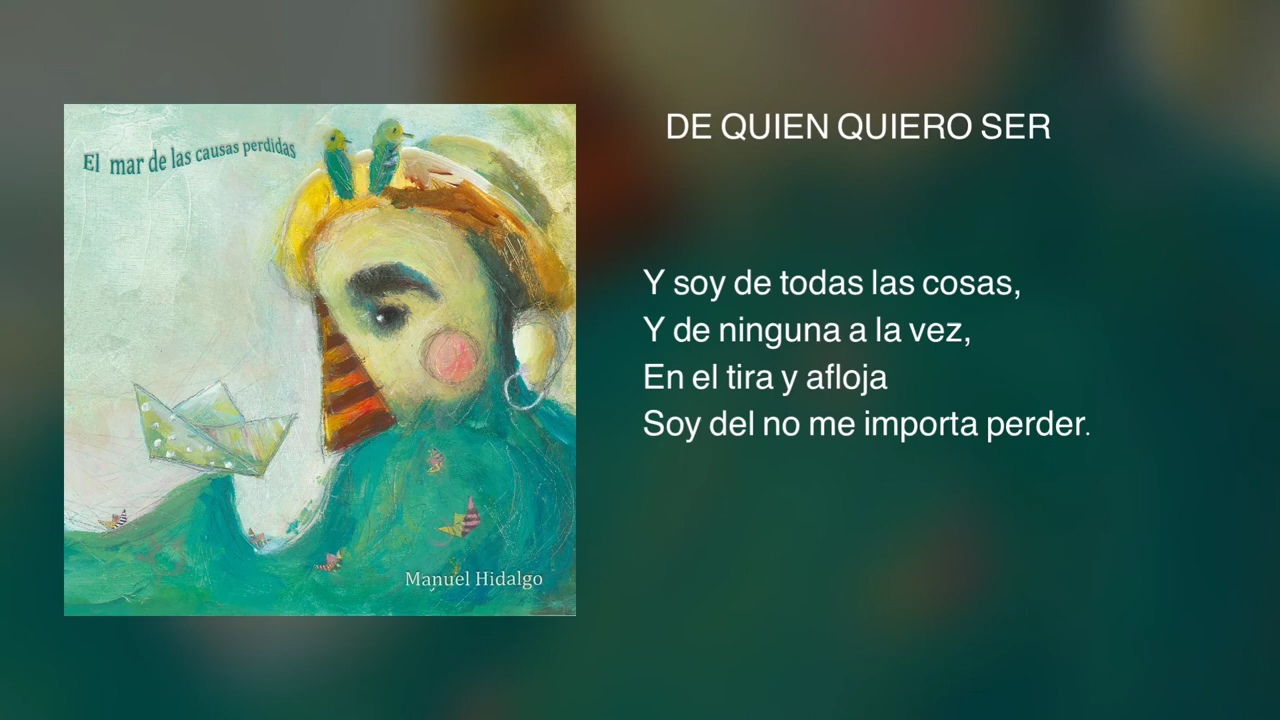 El mar de las causas perdidas
Manuel Hidalgo
DE QUIEN QUIERO SER
Y soy de todas las cosas,
Y de ninguna a la vez,
En el tira y afloja
Soy del no me importa perder.